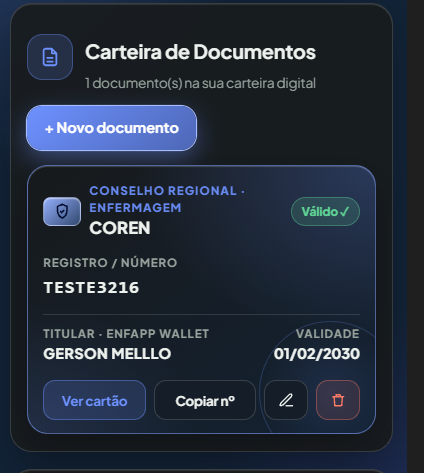 Carteira de Documentos
1 documento(s) na sua carteira digital
+ Novo documento
CONSELHO REGIONAL ·
ENFERMAGEM
COREN
Válido ✓
REGISTRO / NÚMERO
TESTE3216
TITULAR · ENFAPP WALLET
GERSON MELLLO
VALIDADE
01/02/2030
Ver cartão
Copiar nº